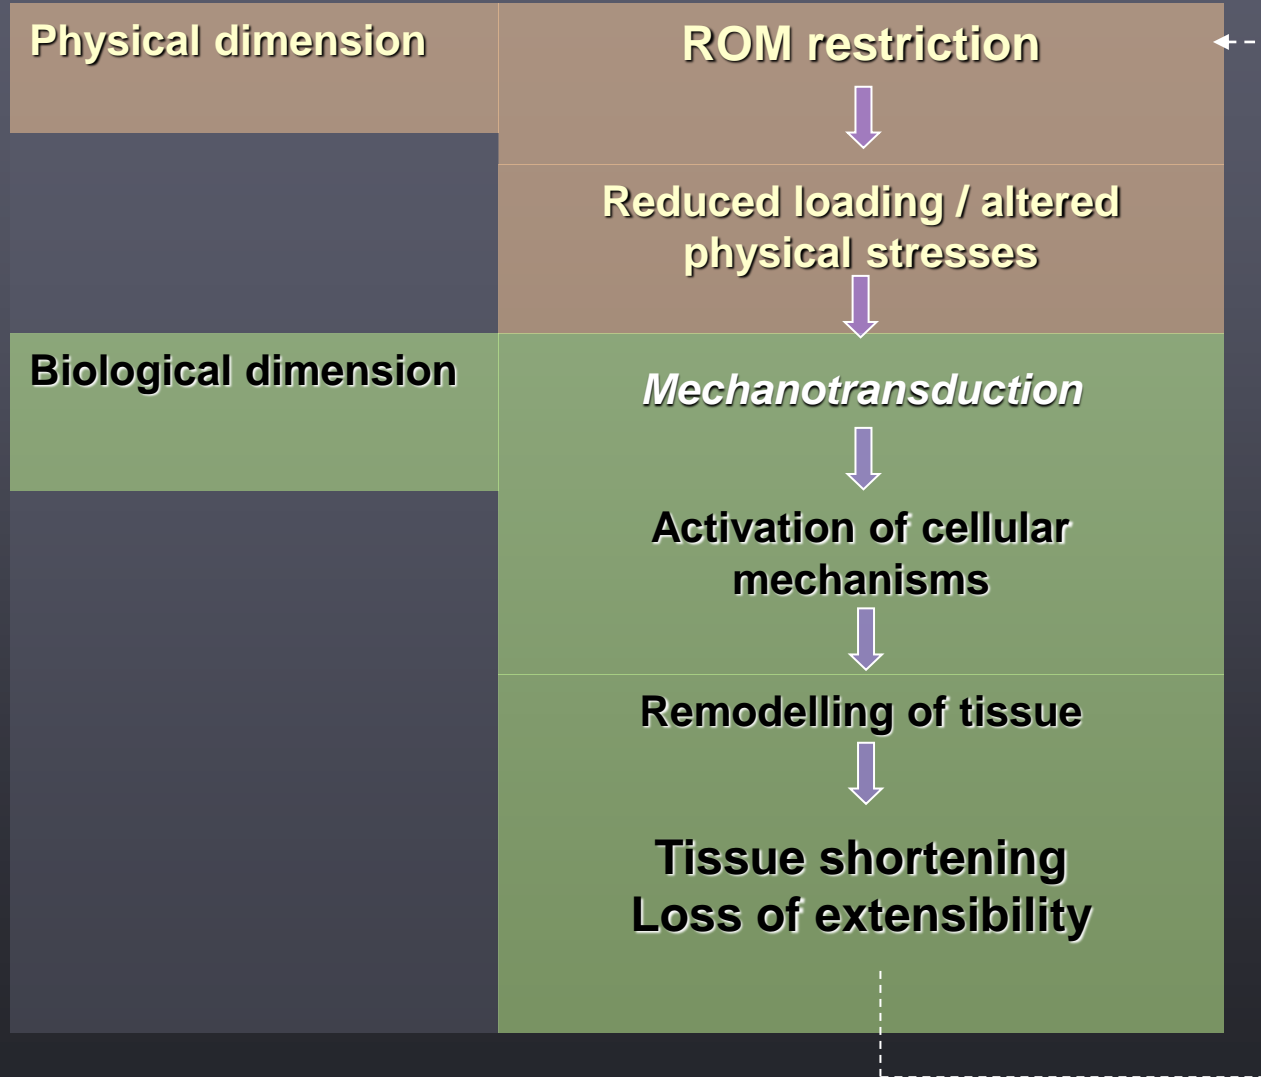 Physical dimension
ROM restriction
Reduced loading / altered
physical stresses
Biological dimension
Mechanotransduction
Activation of cellular
mechanisms
Remodelling of tissue
Tissue shortening
Loss of extensibility